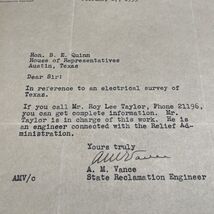 Hon. B. E. Quinn
House of Representatives
Austin, Texas
Dear Sir:
In reference to an electrical survey of
Texas
If you call Mr. Roy Lee Taylor, Phone 21196,
you can get complete information. Mr.
Taylor is in charge of this work. He is
an engineer connected with the Relief Ad-
ministration.
Yours truly
AM Vance
A. M. Vance
AMV/c State Reclamation Engineer